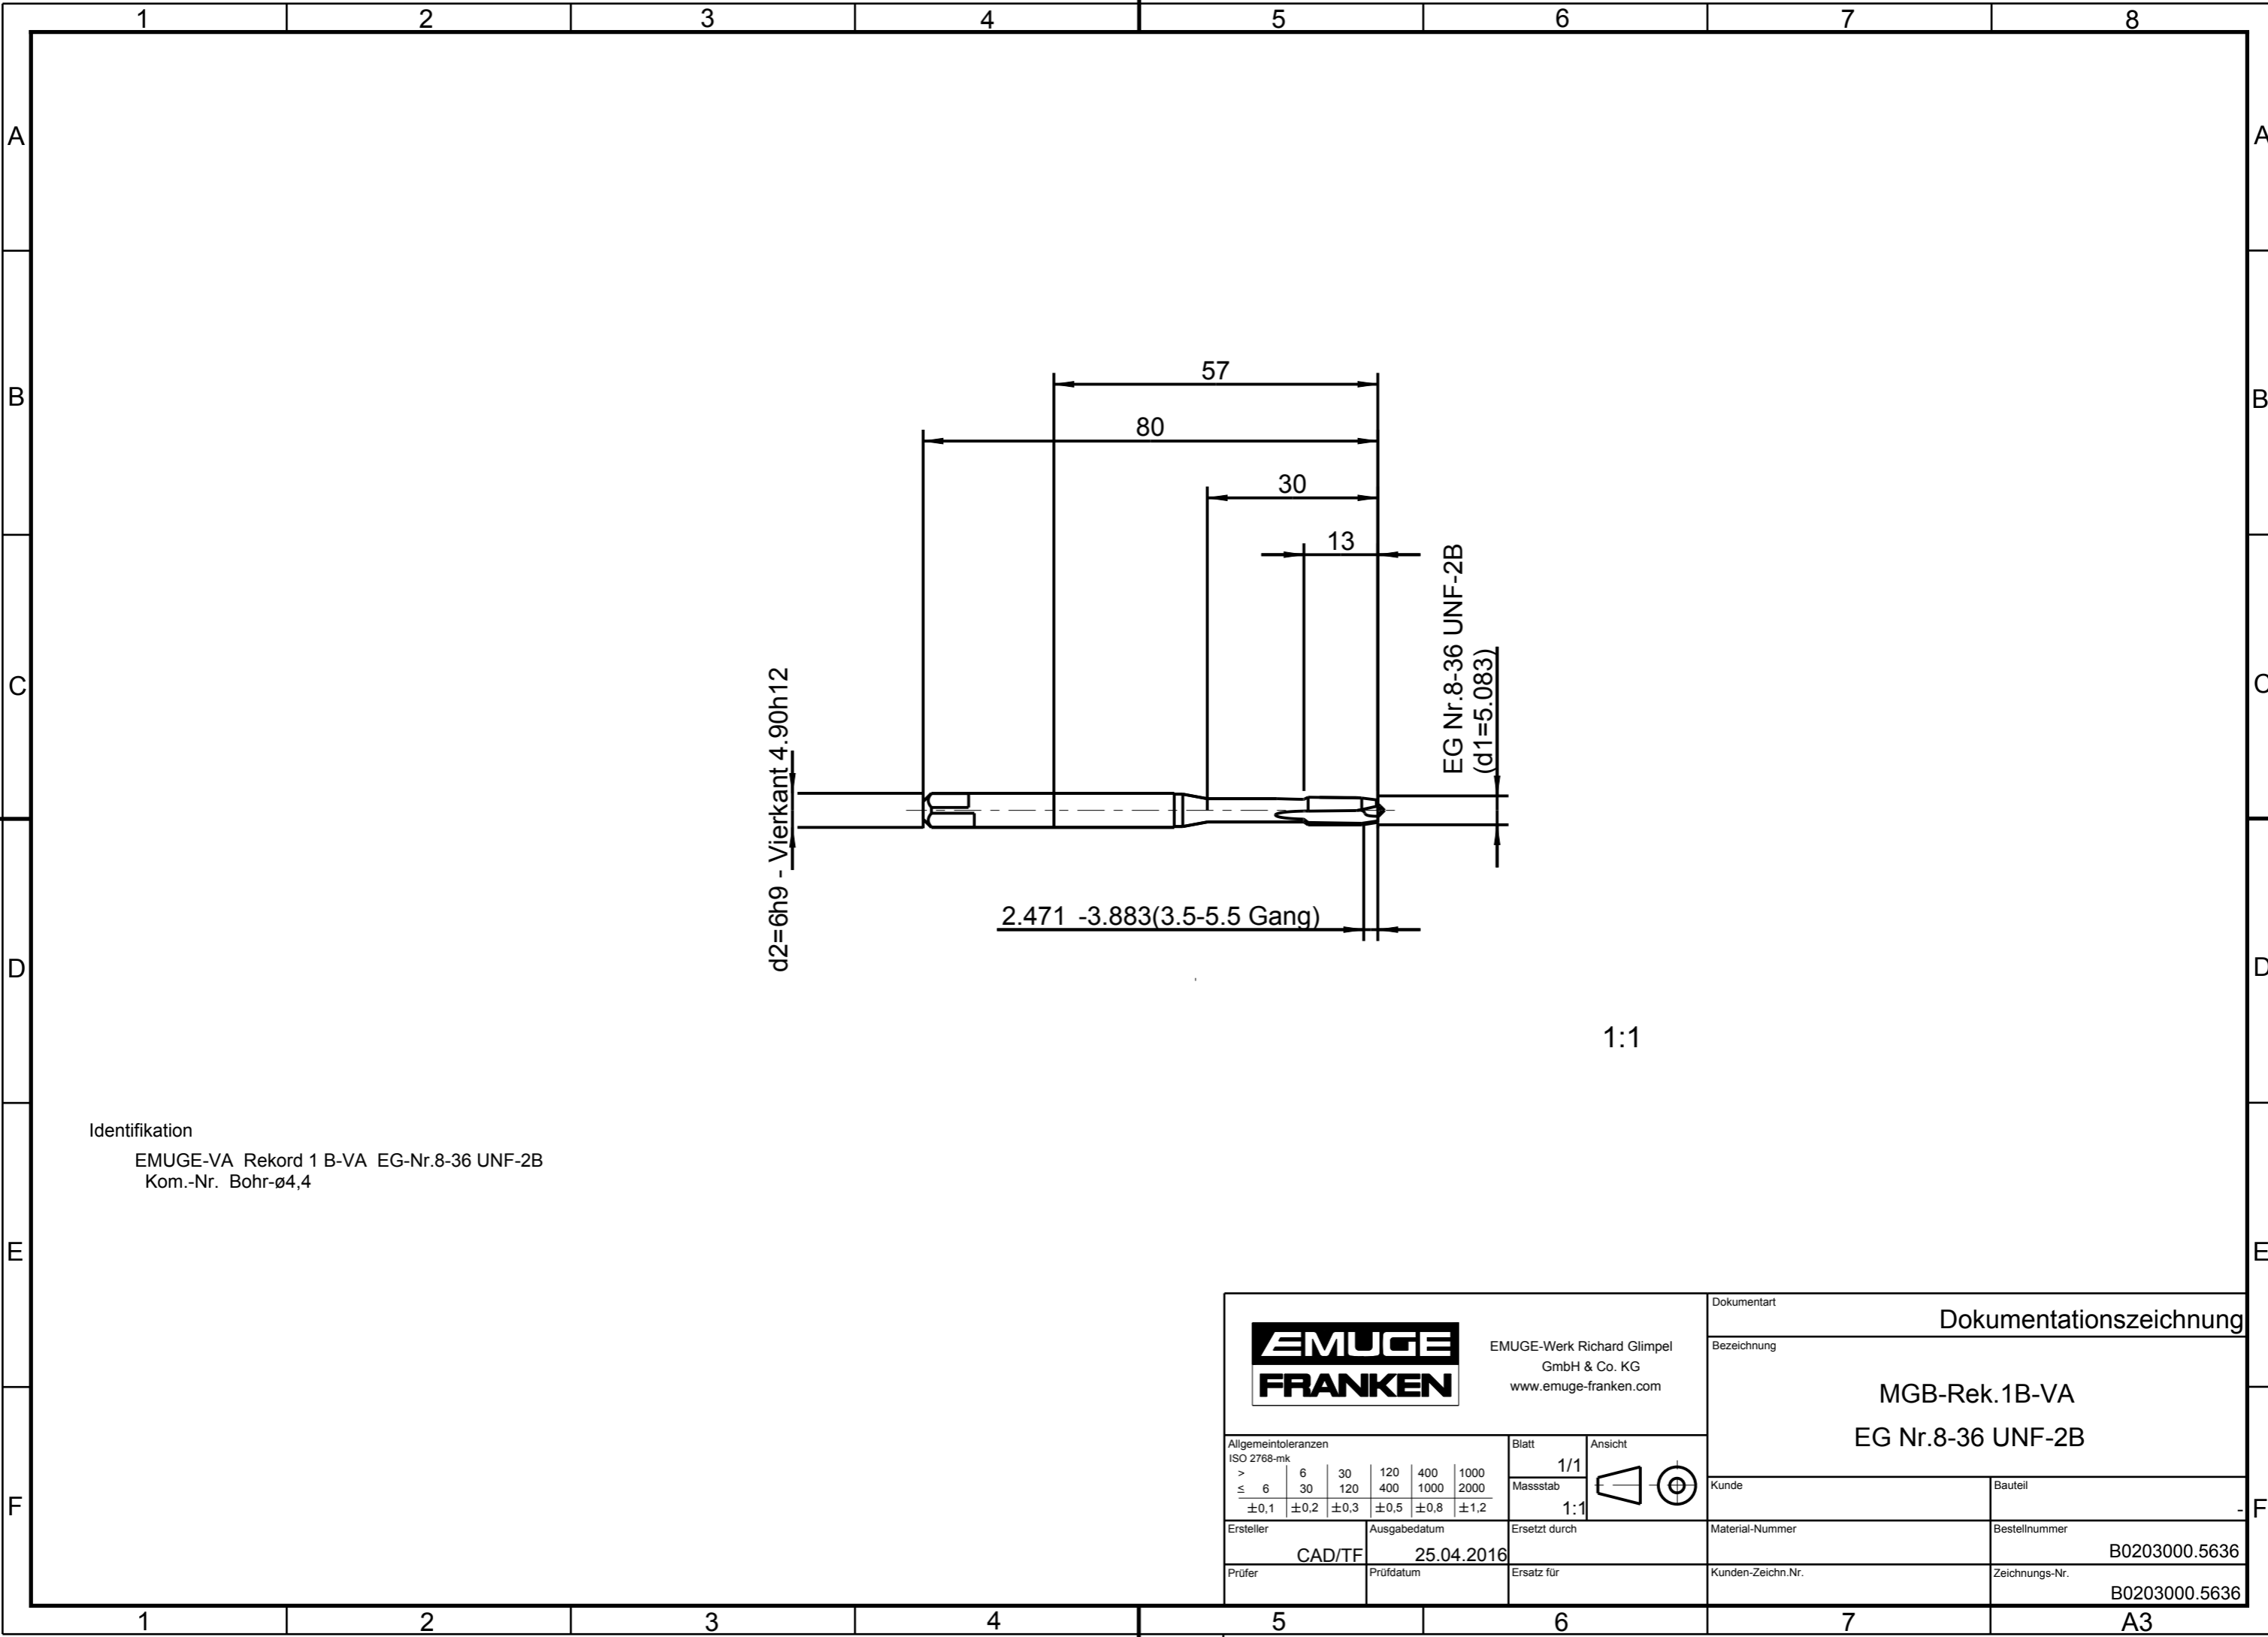 1 2 3 4 5 6 7 8
A A
B B
C C
D D
E E
F F
57
80
30
13
EG Nr.8-36 UNF-2B
(d1=5.083)
d2=6h9 - Vierkant 4.90h12
2.471 -3.883(3.5-5.5 Gang)
1:1
Identifikation
EMUGE-VA Rekord 1 B-VA EG-Nr.8-36 UNF-2B
Kom.-Nr. Bohr-ø4,4
EMUGE
FRANKEN
EMUGE-Werk Richard Glimpel
GmbH & Co. KG
www.emuge-franken.com
Dokumentart
Dokumentationszeichnung
Bezeichnung
MGB-Rek.1B-VA
EG Nr.8-36 UNF-2B
Allgemeintoleranzen
ISO 2768-mk
> 6 30 120 400 1000
≤ 6 30 120 400 1000 2000
±0,1 ±0,2 ±0,3 ±0,5 ±0,8 ±1,2
Blatt
1/1
Ansicht
Massstab
1:1
Kunde
Bauteil
-
Ersteller
CAD/TF
Ausgabedatum
25.04.2016
Ersetzt durch
Material-Nummer
Bestellnummer
B0203000.5636
Prüfer
Prüfdatum
Ersatz für
Kunden-Zeichn.Nr.
Zeichnungs-Nr.
B0203000.5636
1 2 3 4 5 6 7 A3